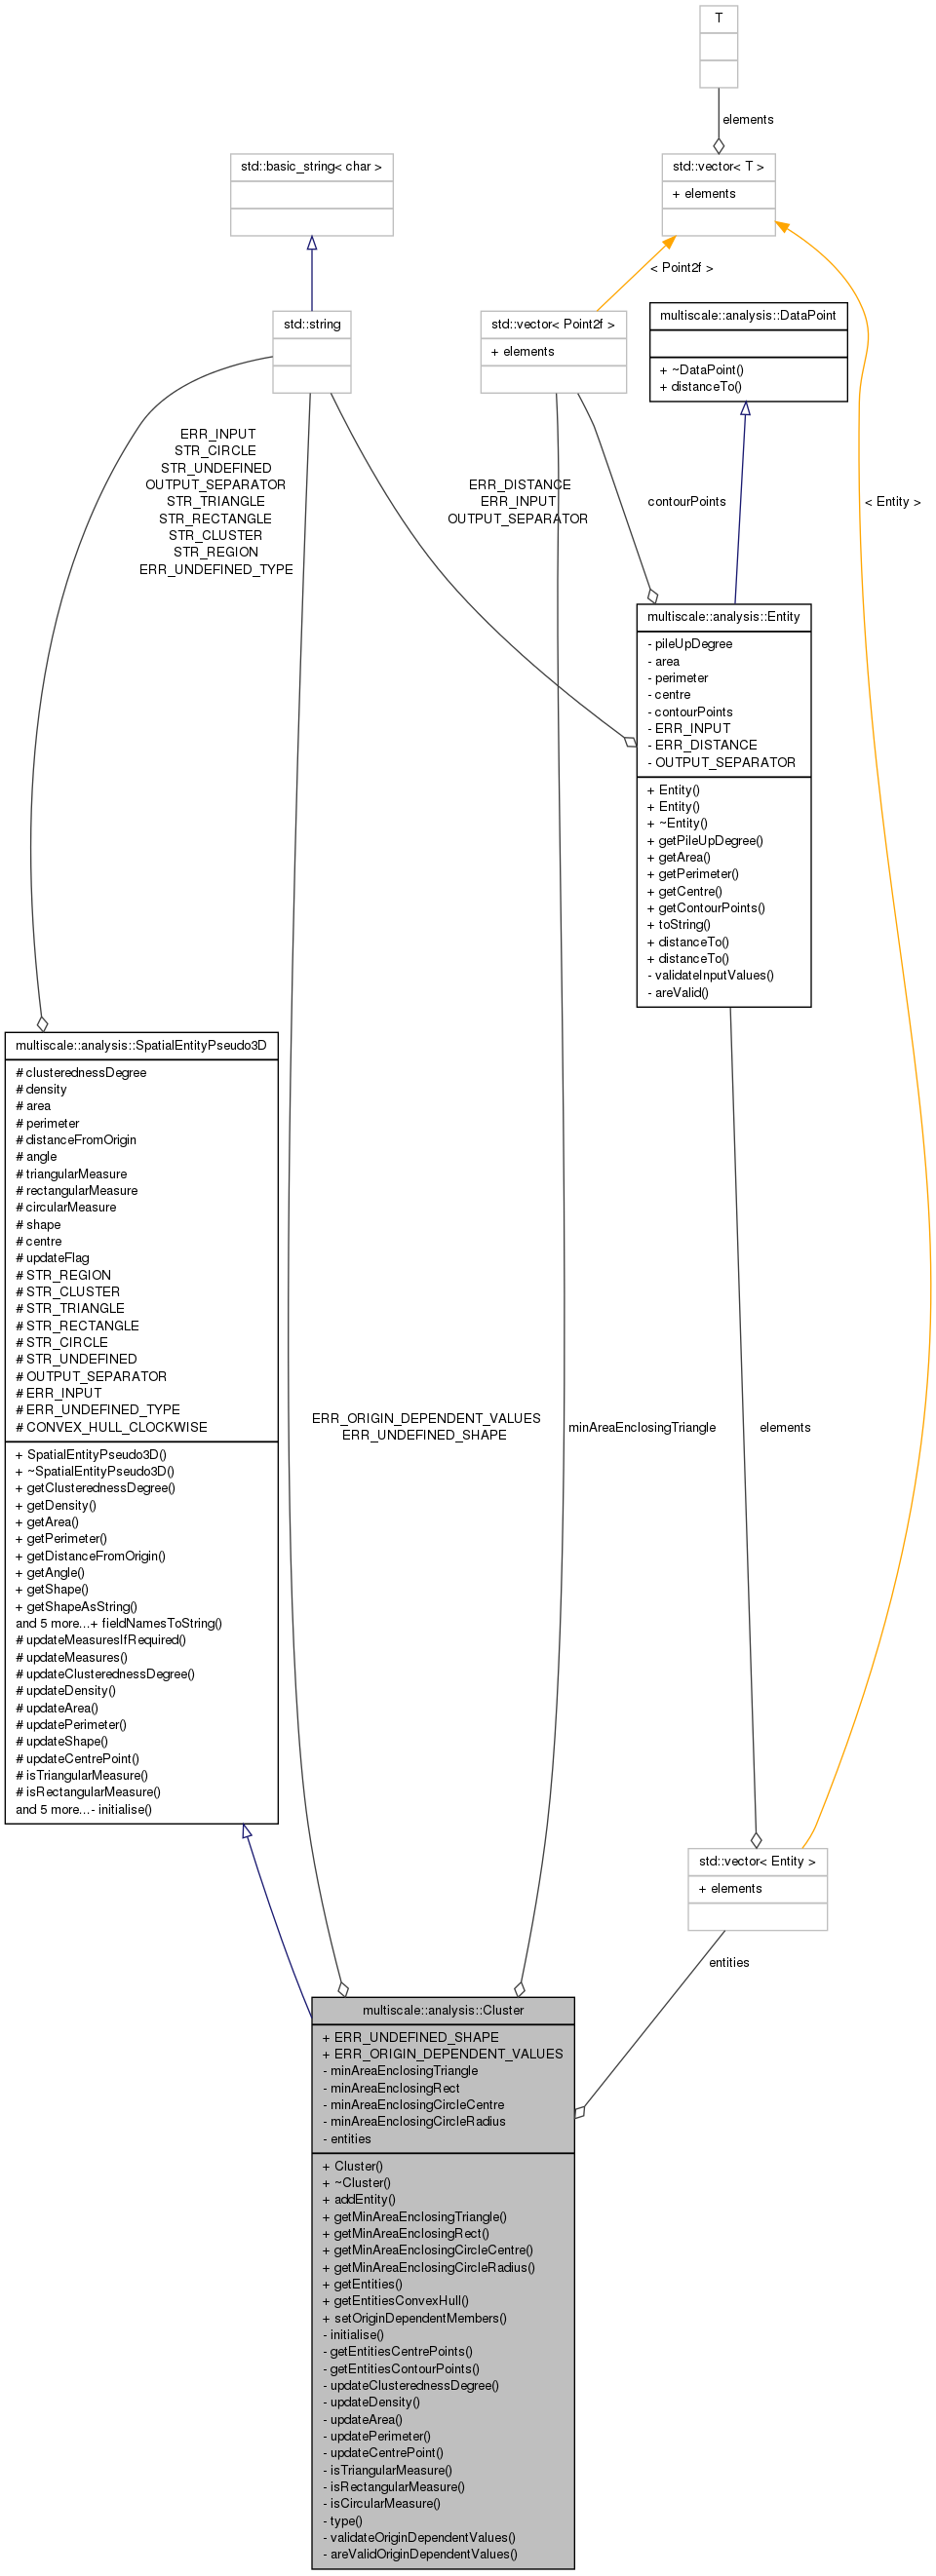 T
elements
std::vector< T >
+ elements
std::basic_string< char >
< Point2f >
std::string
std::vector< Point2f >
+ elements
multiscale::analysis::DataPoint
+ ~DataPoint()
+ distanceTo()
ERR_INPUT
STR_CIRCLE
STR_UNDEFINED
OUTPUT_SEPARATOR
STR_TRIANGLE
STR_RECTANGLE
STR_CLUSTER
STR_REGION
ERR_UNDEFINED_TYPE
ERR_DISTANCE
ERR_INPUT
OUTPUT_SEPARATOR
contourPoints
< Entity >
multiscale::analysis::Entity
- pileUpDegree
- area
- perimeter
- centre
- contourPoints
- ERR_INPUT
- ERR_DISTANCE
- OUTPUT_SEPARATOR
+ Entity()
+ Entity()
+ ~Entity()
+ getPileUpDegree()
+ getArea()
+ getPerimeter()
+ getCentre()
+ getContourPoints()
+ toString()
+ distanceTo()
+ distanceTo()
- validateInputValues()
- areValid()
multiscale::analysis::SpatialEntityPseudo3D
# clusterednessDegree
# density
# area
# perimeter
# distanceFromOrigin
# angle
# triangularMeasure
# rectangularMeasure
# circularMeasure
# shape
# centre
# updateFlag
# STR_REGION
# STR_CLUSTER
# STR_TRIANGLE
# STR_RECTANGLE
# STR_CIRCLE
# STR_UNDEFINED
# OUTPUT_SEPARATOR
# ERR_INPUT
# ERR_UNDEFINED_TYPE
# CONVEX_HULL_CLOCKWISE
+ SpatialEntityPseudo3D()
+ ~SpatialEntityPseudo3D()
+ getClusterednessDegree()
+ getDensity()
+ getArea()
+ getPerimeter()
+ getDistanceFromOrigin()
+ getAngle()
+ getShape()
+ getShapeAsString()
and 5 more...+ fieldNamesToString()
# updateMeasuresIfRequired()
# updateMeasures()
# updateClusterednessDegree()
# updateDensity()
# updateArea()
# updatePerimeter()
# updateShape()
# updateCentrePoint()
# isTriangularMeasure()
# isRectangularMeasure()
and 5 more...- initialise()
ERR_ORIGIN_DEPENDENT_VALUES
ERR_UNDEFINED_SHAPE
minAreaEnclosingTriangle
elements
std::vector< Entity >
+ elements
entities
multiscale::analysis::Cluster
+ ERR_UNDEFINED_SHAPE
+ ERR_ORIGIN_DEPENDENT_VALUES
- minAreaEnclosingTriangle
- minAreaEnclosingRect
- minAreaEnclosingCircleCentre
- minAreaEnclosingCircleRadius
- entities
+ Cluster()
+ ~Cluster()
+ addEntity()
+ getMinAreaEnclosingTriangle()
+ getMinAreaEnclosingRect()
+ getMinAreaEnclosingCircleCentre()
+ getMinAreaEnclosingCircleRadius()
+ getEntities()
+ getEntitiesConvexHull()
+ setOriginDependentMembers()
- initialise()
- getEntitiesCentrePoints()
- getEntitiesContourPoints()
- updateClusterednessDegree()
- updateDensity()
- updateArea()
- updatePerimeter()
- updateCentrePoint()
- isTriangularMeasure()
- isRectangularMeasure()
- isCircularMeasure()
- type()
- validateOriginDependentValues()
- areValidOriginDependentValues()